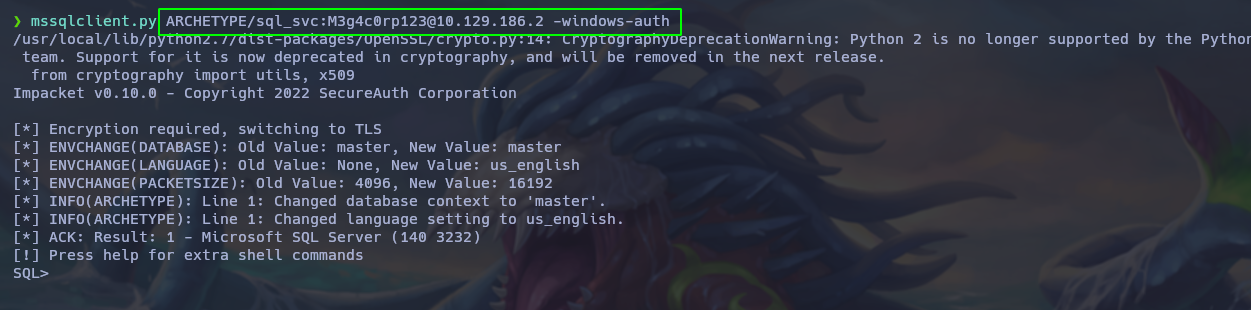 ❯ mssqlclient.py ARCHETYPE/sql_svc:M3g4c0rp123@10.129.186.2 -windows-auth
/usr/local/lib/python2.7/dist-packages/OpenSSL/crypto.py:14: CryptographyDeprecationWarning: Python 2 is no longer supported by the Python
team. Support for it is now deprecated in cryptography, and will be removed in the next release.
from cryptography import utils, x509
Impacket v0.10.0 - Copyright 2022 SecureAuth Corporation
[*] Encryption required, switching to TLS
[*] ENVCHANGE(DATABASE): Old Value: master, New Value: master
[*] ENVCHANGE(LANGUAGE): Old Value: None, New Value: us_english
[*] ENVCHANGE(PACKETSIZE): Old Value: 4096, New Value: 16192
[*] INFO(ARCHETYPE): Line 1: Changed database context to 'master'.
[*] INFO(ARCHETYPE): Line 1: Changed language setting to us_english.
[*] ACK: Result: 1 - Microsoft SQL Server (140 3232)
[!] Press help for extra shell commands
SQL>